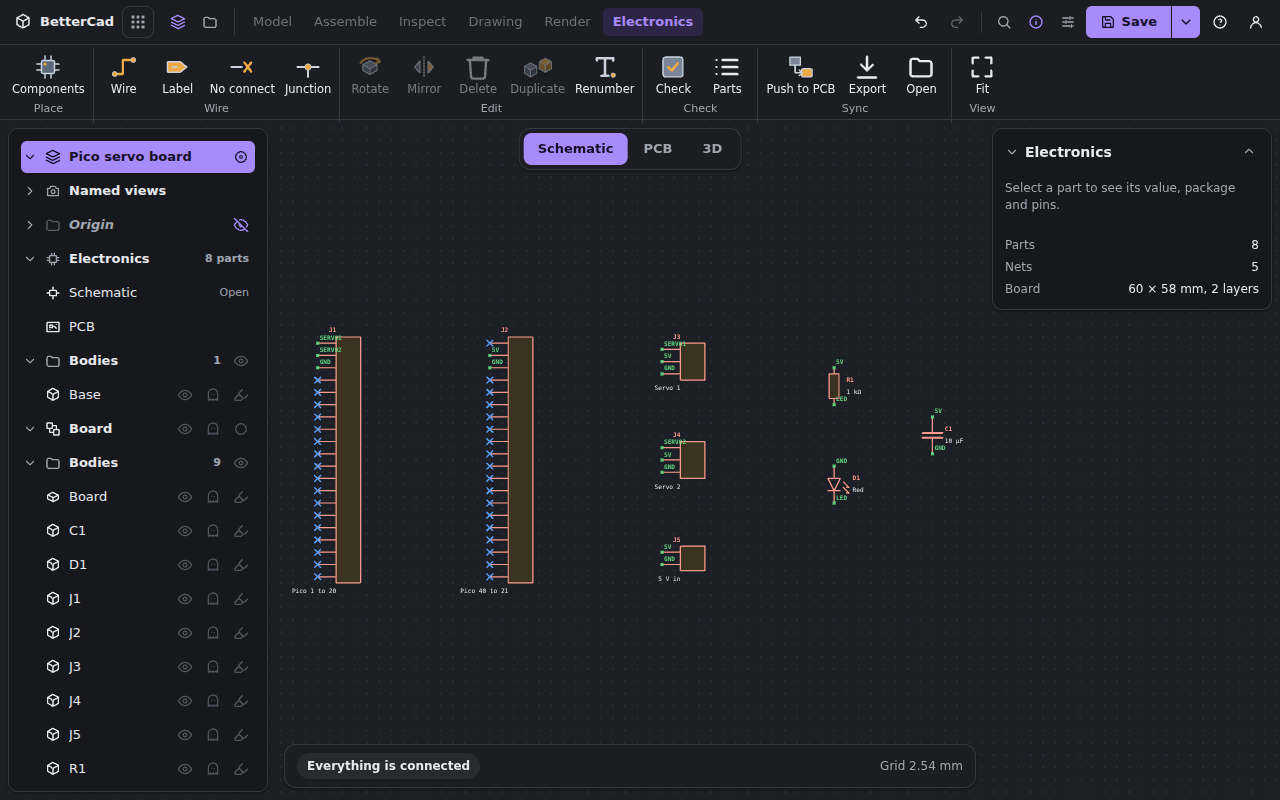 BetterCad
Model Assemble Inspect Drawing Render Electronics
Save
Components Wire Label No connect Junction Rotate Mirror Delete Duplicate Renumber Check Parts Push to PCB Export Open Fit
Place Wire Edit Check Sync View
Pico servo board
Named views
Origin
Electronics 8 parts
Schematic Open
PCB
Bodies 1
Base
Board
Bodies 9
Board
C1
D1
J1
J2
J3
J4
J5
R1
Schematic PCB 3D
Electronics
Select a part to see its value, package
and pins.
Parts 8
Nets 5
Board 60 × 58 mm, 2 layers
J1
SERVO1
SERVO2
GND
Pico 1 to 20
J2
5V
GND
Pico 40 to 21
J3
SERVO1
5V
GND
Servo 1
J4
SERVO2
5V
GND
Servo 2
J5
5V
GND
5 V in
5V
R1
1 kΩ
LED
GND
D1
Red
LED
5V
C1
10 µF
GND
Everything is connected
Grid 2.54 mm